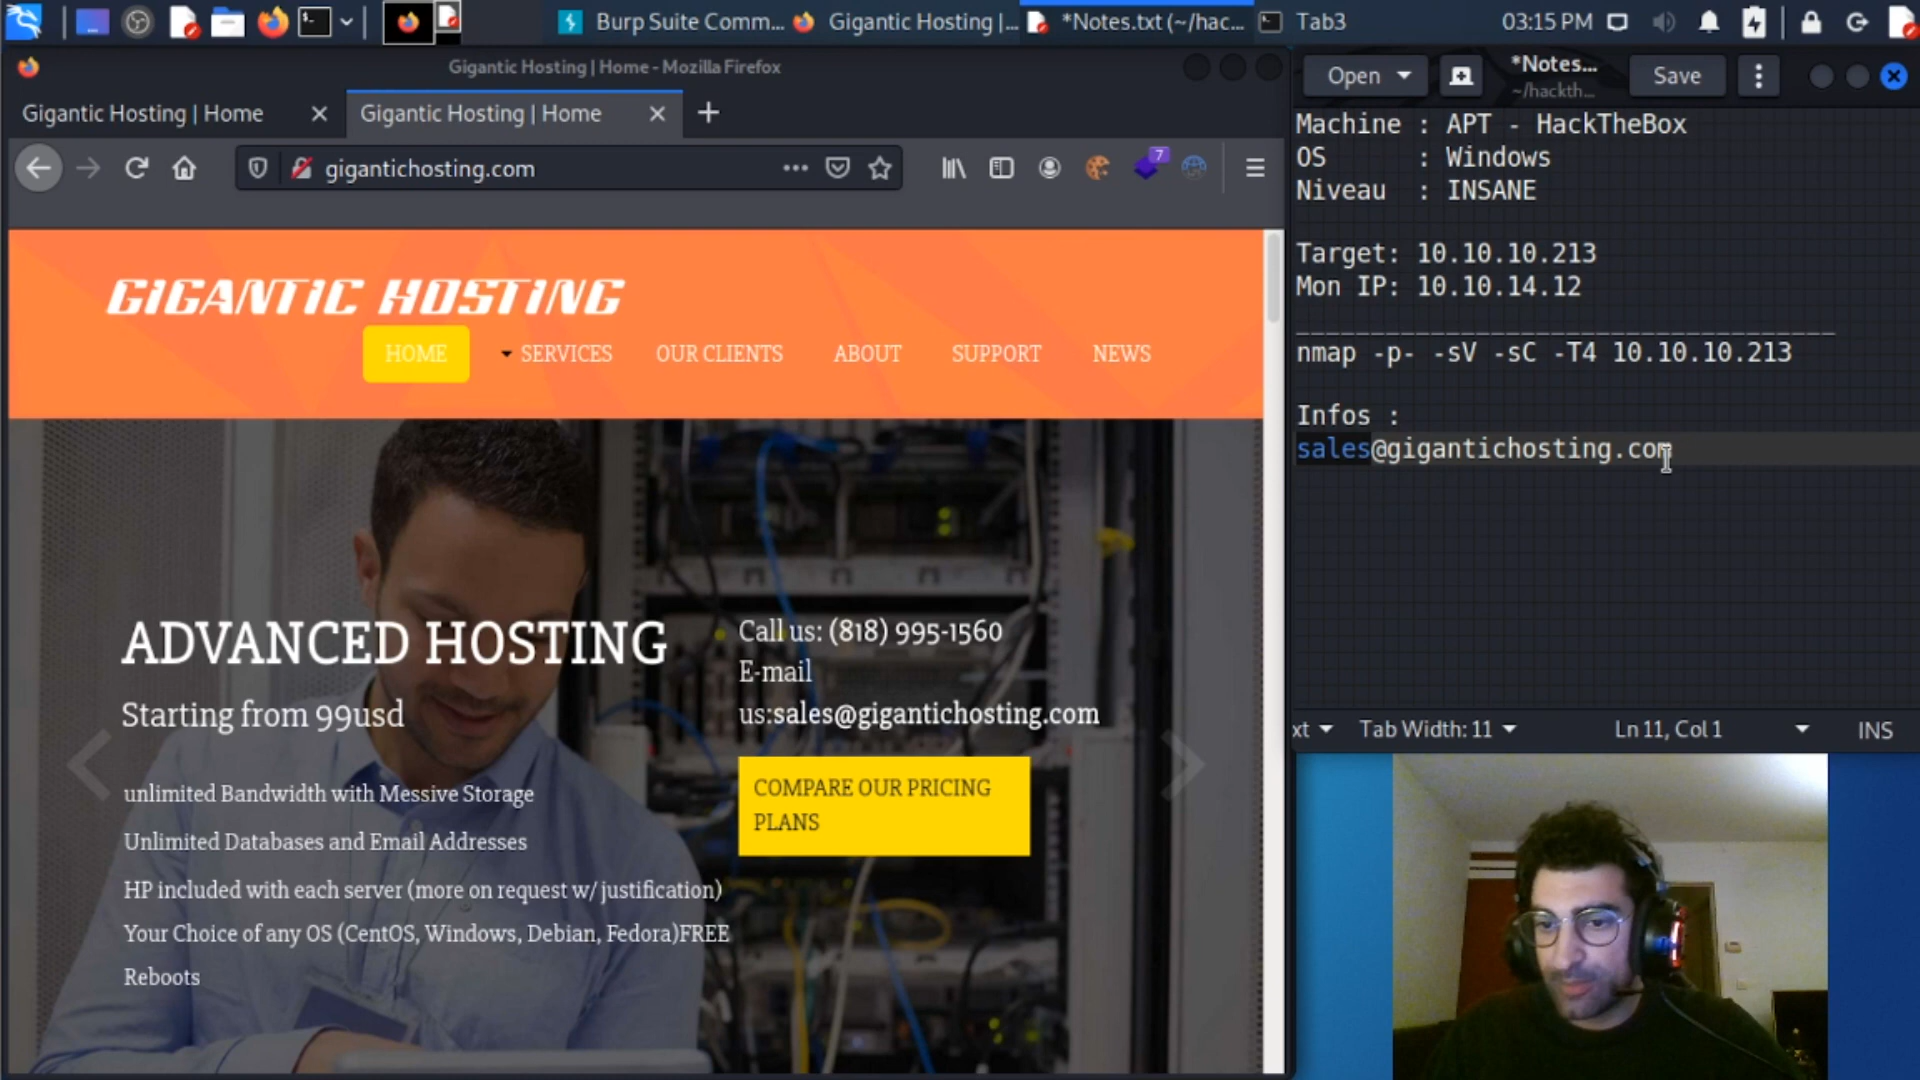 Burp Suite Comm...
Gigantic Hosting |...
*Notes.txt (~/hac...
Tab3
03:15 PM
Gigantic Hosting | Home - Mozilla Firefox
Gigantic Hosting | Home
Gigantic Hosting | Home
gigantichosting.com
7
GIGANTIC HOSTING
HOME
SERVICES
OUR CLIENTS
ABOUT
SUPPORT
NEWS
ADVANCED HOSTING
Starting from 99usd
unlimited Bandwidth with Messive Storage
Unlimited Databases and Email Addresses
HP included with each server (more on request w/ justification)
Your Choice of any OS (CentOS, Windows, Debian, Fedora)FREE
Reboots
Call us: (818) 995-1560
E-mail
us:sales@gigantichosting.com
COMPARE OUR PRICING
PLANS
Open
*Notes...
~/hackth...
Save
Machine : APT - HackTheBox
OS : Windows
Niveau : INSANE
Target: 10.10.10.213
Mon IP: 10.10.14.12
____________________________________
nmap -p- -sV -sC -T4 10.10.10.213
Infos :
sales@gigantichosting.com
xt
Tab Width: 11
Ln 11, Col 1
INS